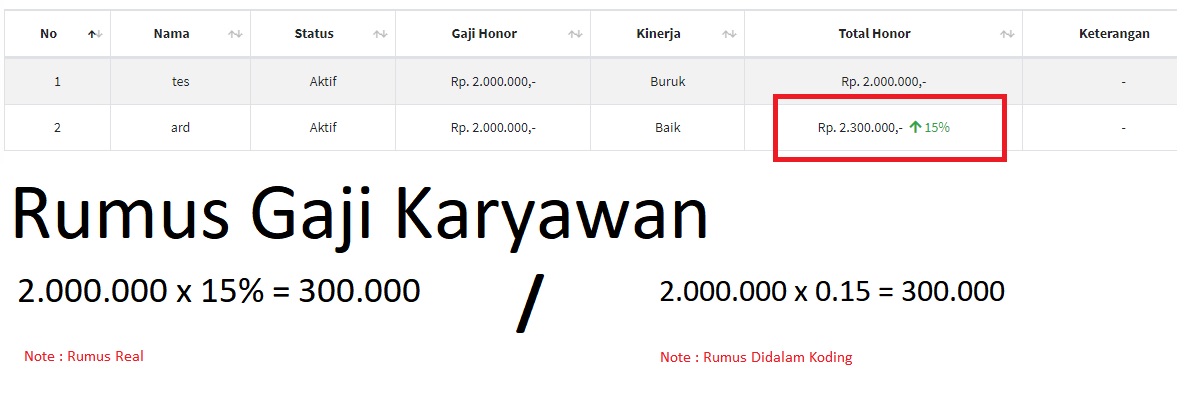 No Nama Status Gaji Honor Kinerja Total Honor Keterangan
1 tes Aktif Rp. 2.000.000,- Buruk Rp. 2.000.000,- -
2 ard Aktif Rp. 2.000.000,- Baik Rp. 2.300.000,- 15% -
Rumus Gaji Karyawan
2.000.000 x 15% = 300.000 / 2.000.000 x 0.15 = 300.000
Note : Rumus Real Note : Rumus Didalam Koding